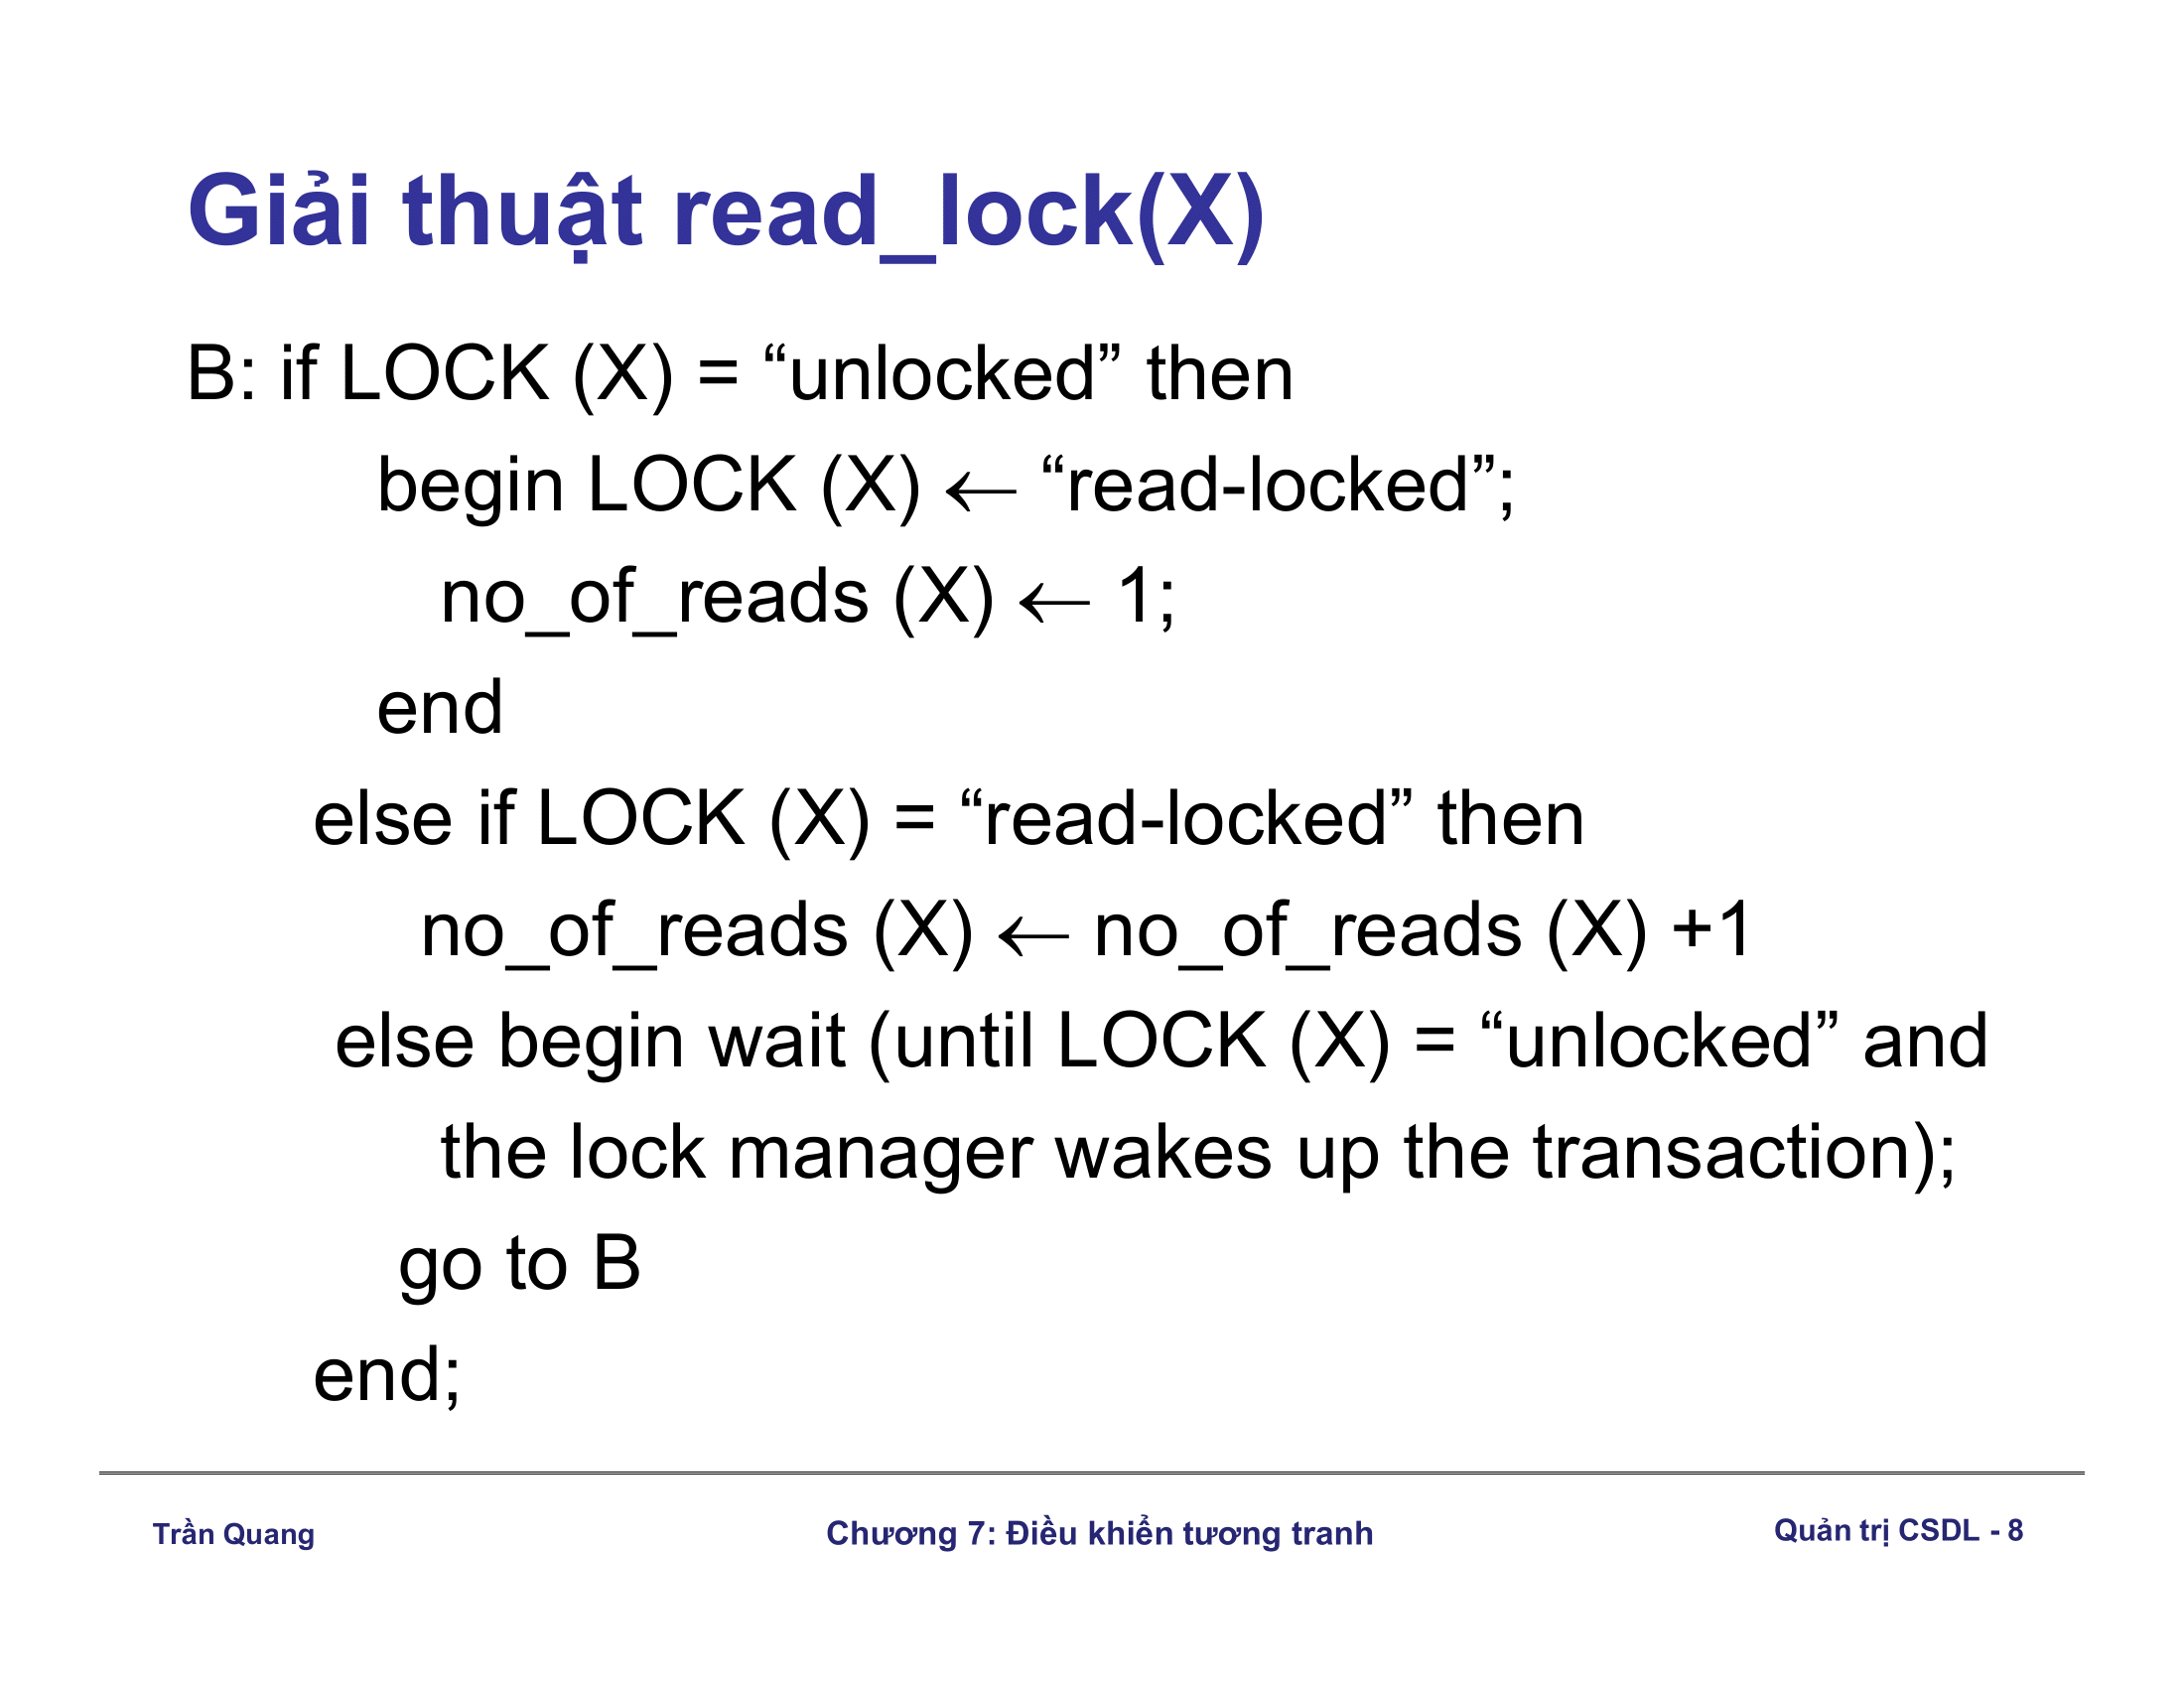 Giải thuật read_lock(X)
B: if LOCK (X) = “unlocked” then
begin LOCK (X) ← “read-locked”;
no_of_reads (X) ← 1;
end
else if LOCK (X) = “read-locked” then
no_of_reads (X) ← no_of_reads (X) +1
else begin wait (until LOCK (X) = “unlocked” and
the lock manager wakes up the transaction);
go to B
end;
Trần Quang
Chương 7: Điều khiển tương tranh
Quản trị CSDL - 8